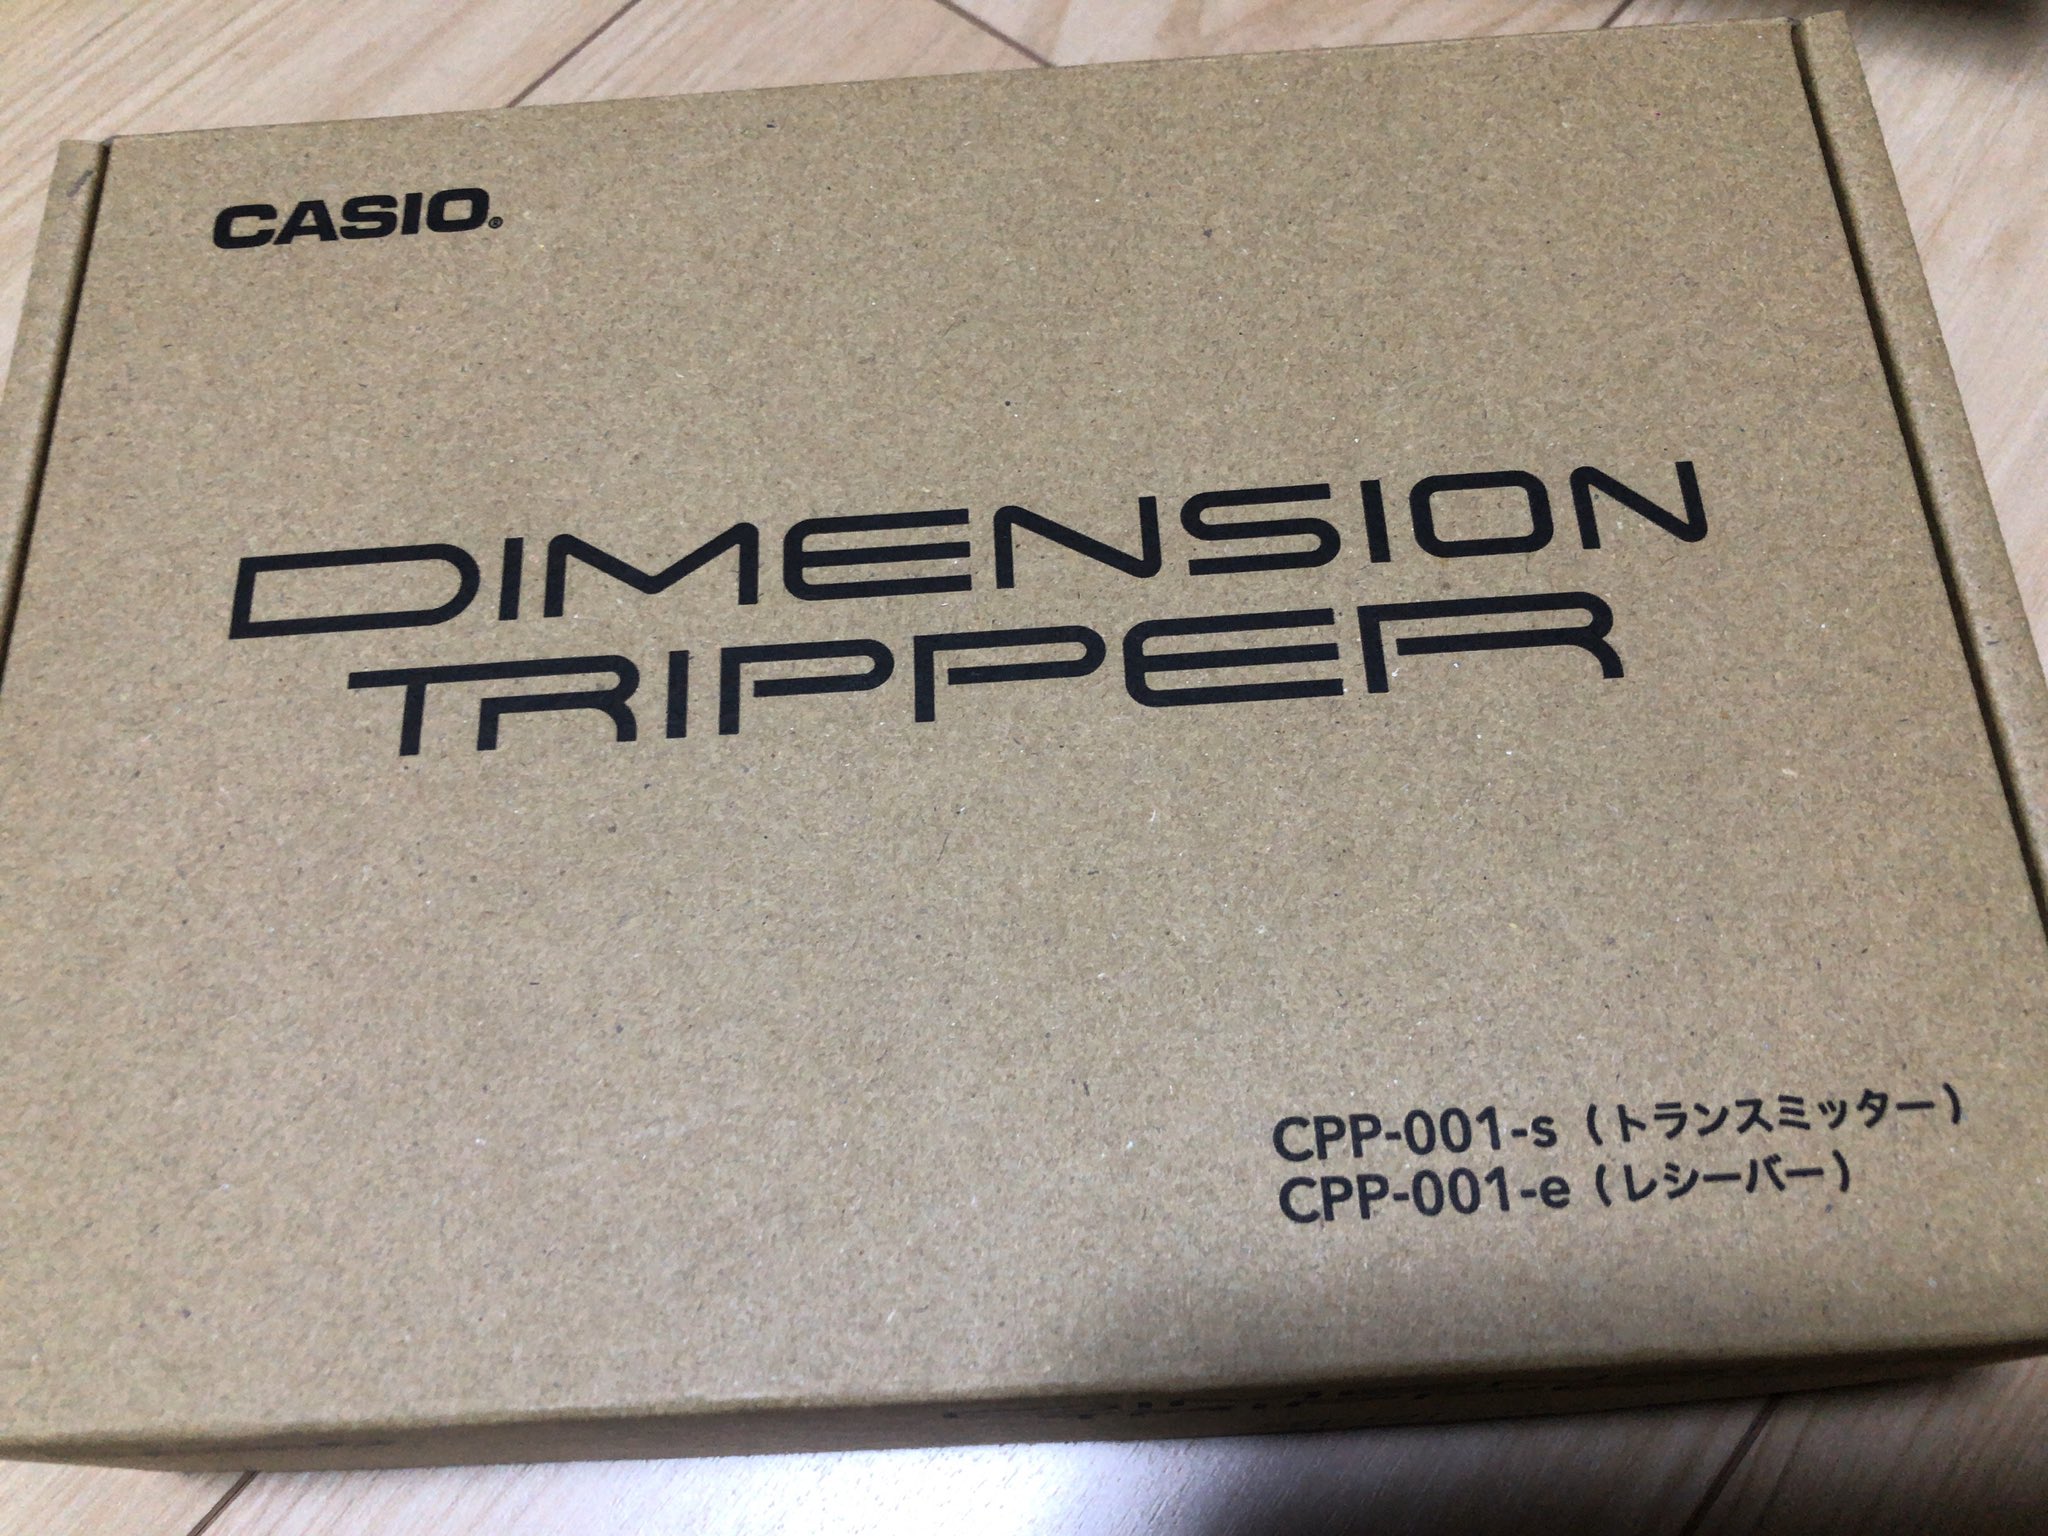 CASIO®
DIMENSION
TRIPPER
CPP-001-s（トランスミッター）
CPP-001-e（レシーバー）